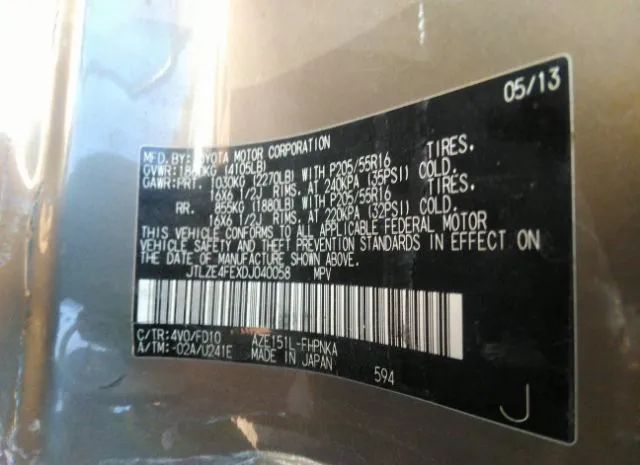 05/13
MFD.BY:TOYOTA MOTOR CORPORATION
GVWR:1860KG (4105LB)
GAWR:FRT. 1030KG (2270LB) WITH P205/55R16 TIRES.
16X6 1/2J RIMS. AT 240KPA (35PSI) COLD.
RR. 855KG (1880LB) WITH P205/55R16 TIRES.
16X6 1/2J RIMS. AT 220KPA (32PSI) COLD.
THIS VEHICLE CONFORMS TO ALL APPLICABLE FEDERAL MOTOR
VEHICLE SAFETY AND THEFT PREVENTION STANDARDS IN EFFECT ON
THE DATE OF MANUFACTURE SHOWN ABOVE.
JTLZE4FEXDJ040058 MPV
C/TR:4V0/FD10 AZE151L-FHPNKA
A/TM:-02A/U241E MADE IN JAPAN 594
J